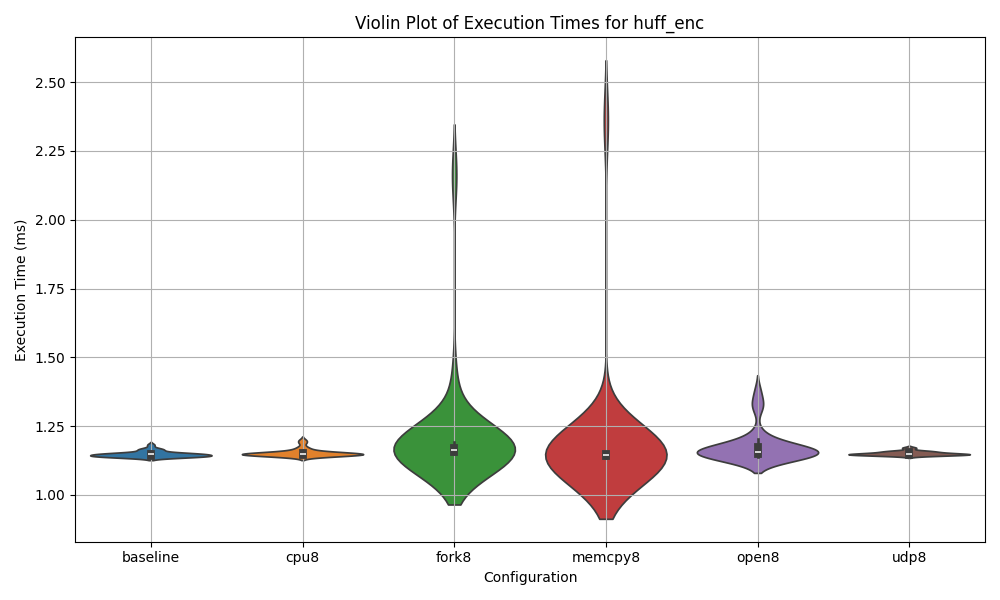 Violin Plot of Execution Times for huff_enc
Execution Time (ms)
2.50
2.25
2.00
1.75
1.50
1.25
1.00
baseline cpu8 fork8 memcpy8 open8 udp8
Configuration